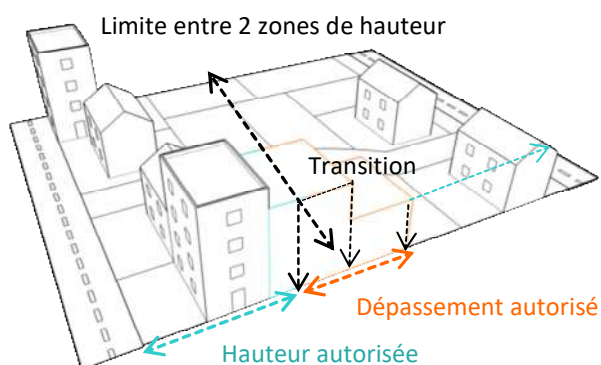 Limite entre 2 zones de hauteur
Transition
Dépassement autorisé
Hauteur autorisée